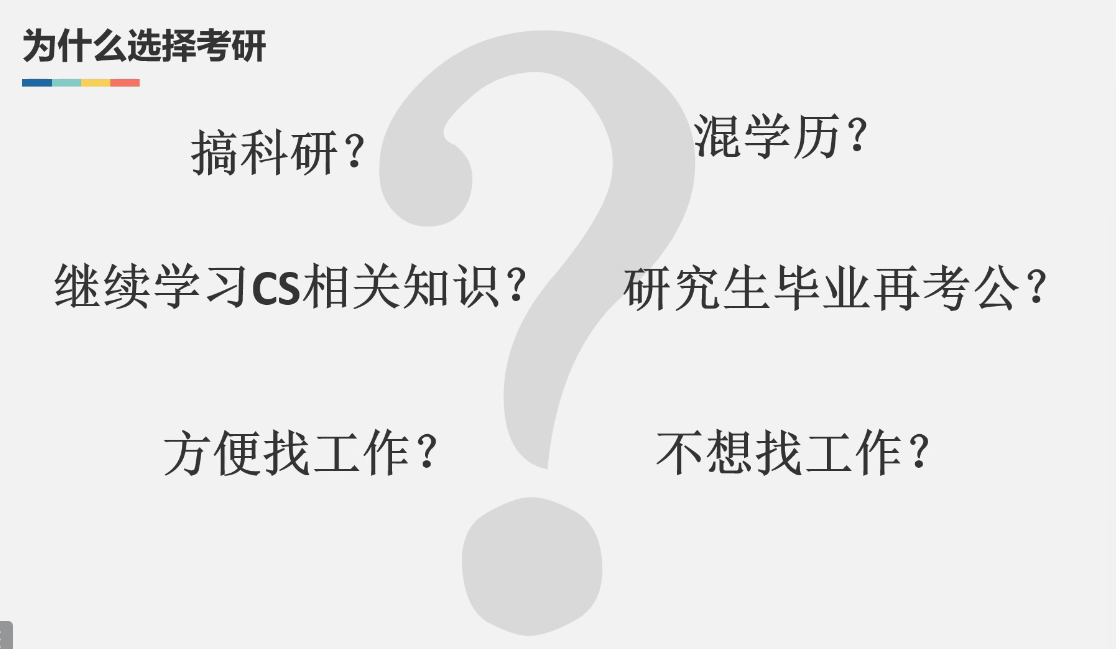 为什么选择考研
搞科研？
混学历？
继续学习CS相关知识？
研究生毕业再考公？
方便找工作？
不想找工作？